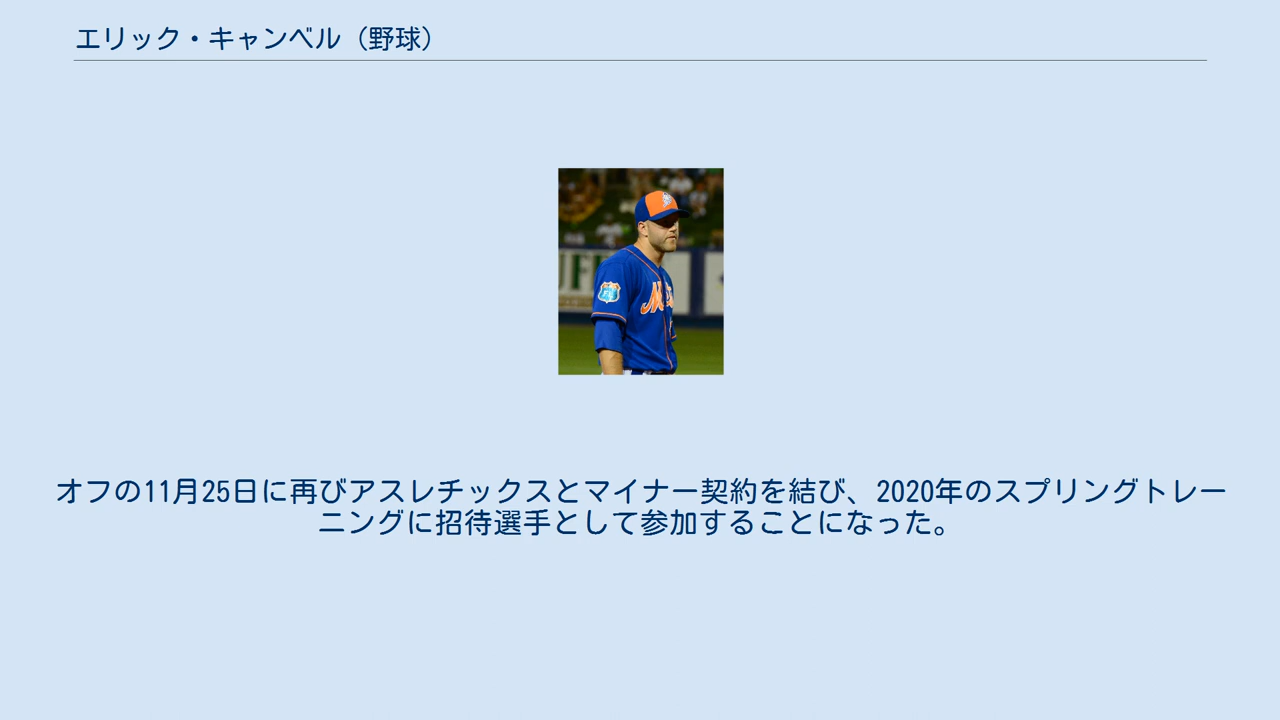 エリック・キャンベル（野球）
オフの11月25日に再びアスレチックスとマイナー契約を結び、2020年のスプリングトレー
ニングに招待選手として参加することになった。